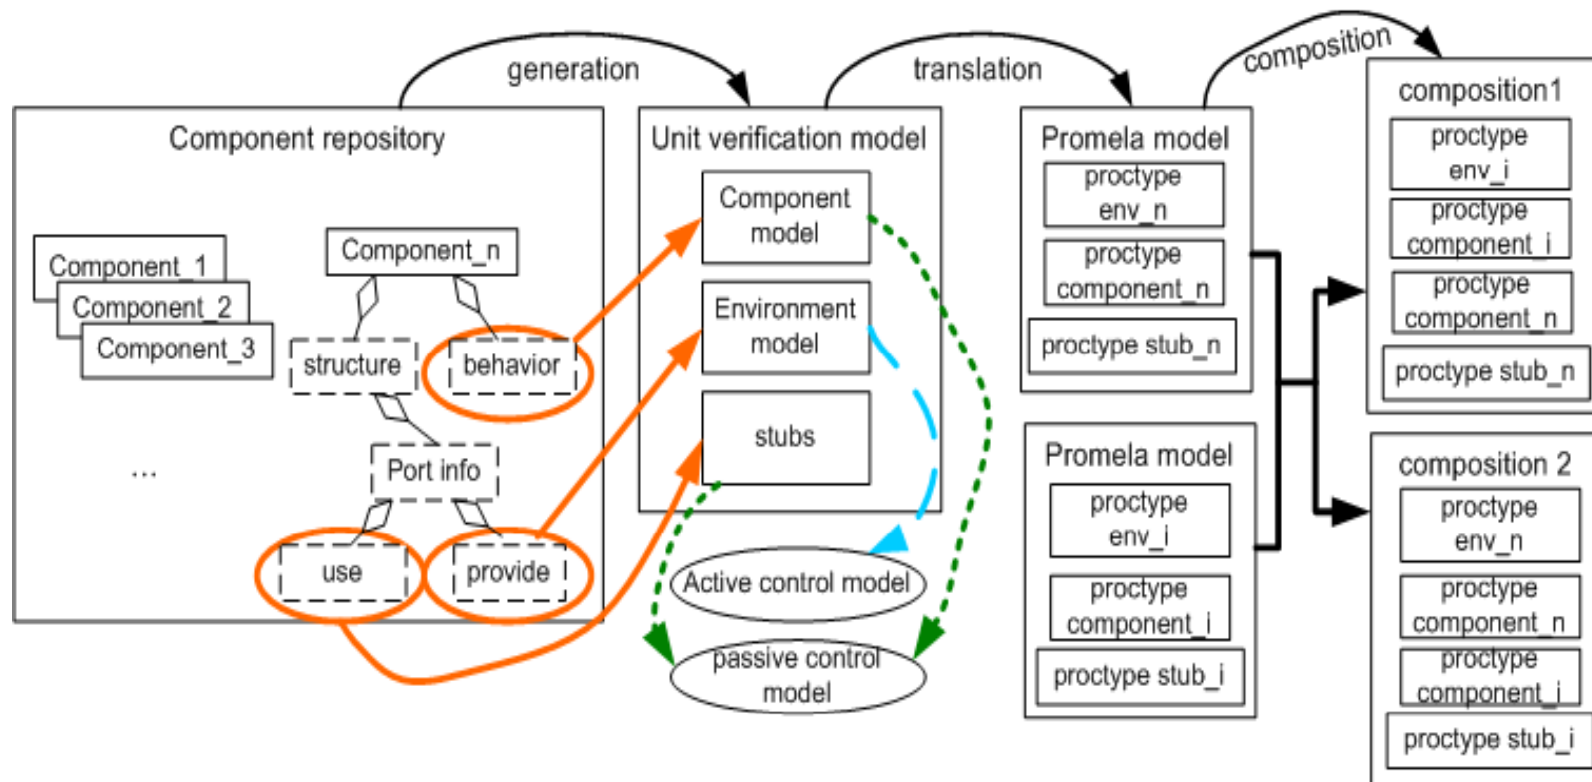 generation
translation
composition
Component repository
Component_1
Component_2
Component_3
...
Component_n
structure
behavior
Port info
use
provide
Unit verification model
Component
model
Environment
model
stubs
Active control model
passive control
model
Promela model
proctype
env_n
proctype
component_n
proctype stub_n
Promela model
proctype
env_i
proctype
component_i
proctype stub_i
composition1
proctype
env_i
proctype
component_i
proctype
component_n
proctype stub_n
composition 2
proctype
env_n
proctype
component_n
proctype
component_i
proctype stub_i